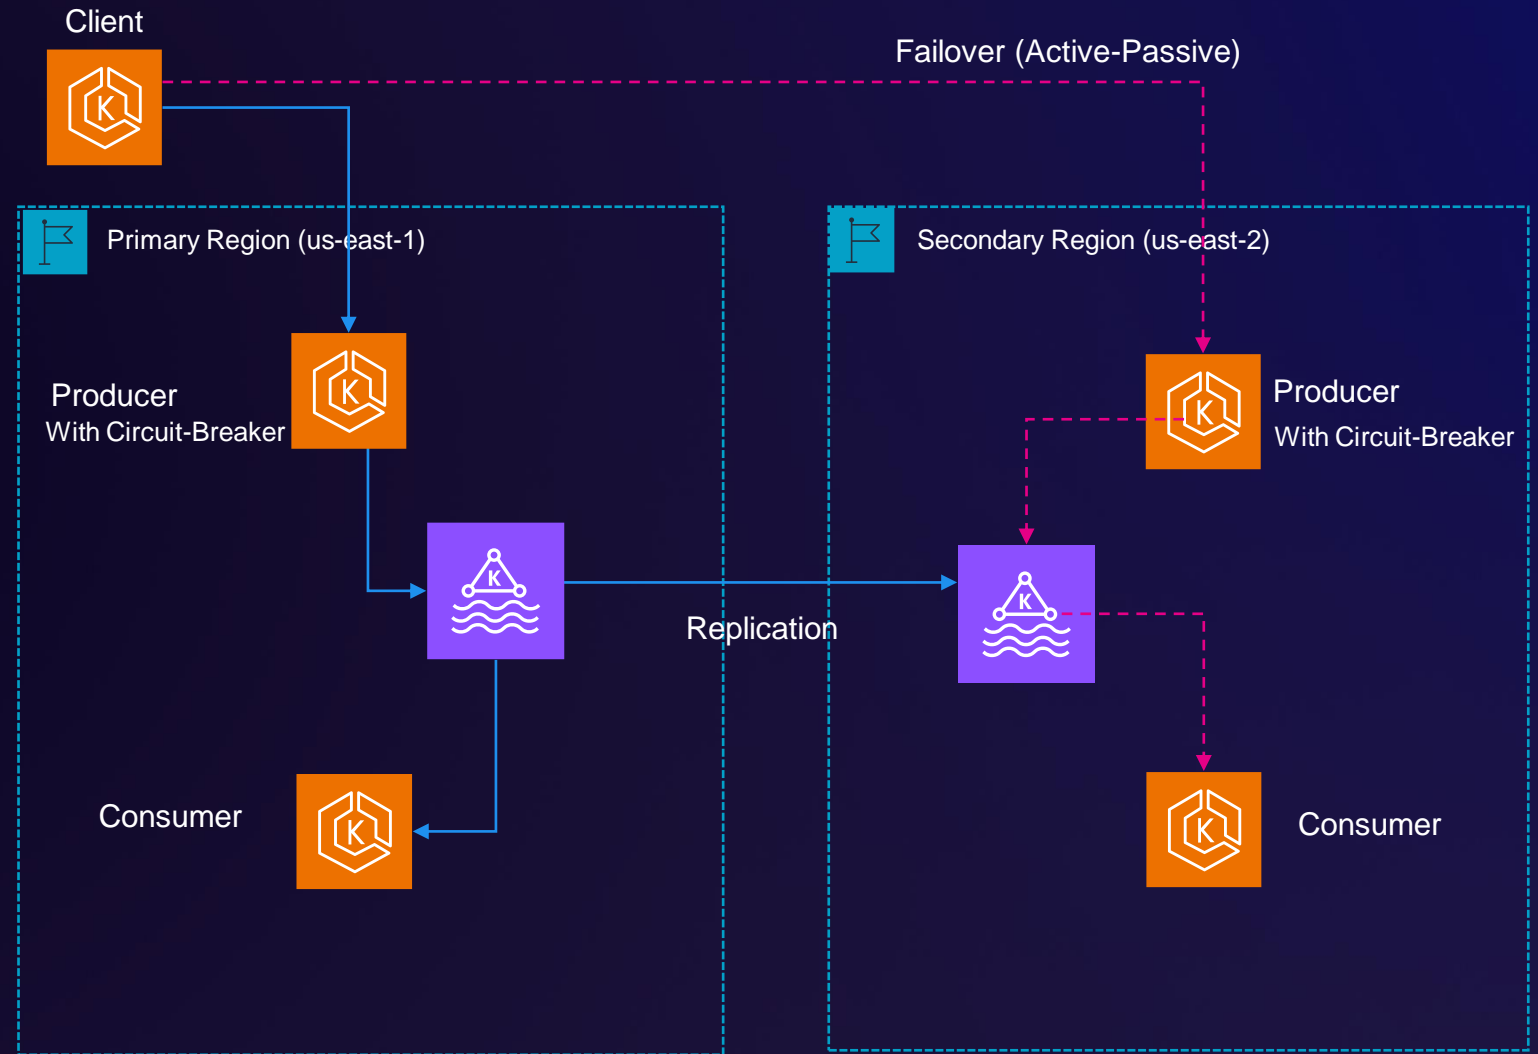 Client
Failover (Active-Passive)
K
Primary Region (us-east-1)
Secondary Region (us-east-2)
Producer
With Circuit-Breaker
K
Producer
With Circuit-Breaker
K
K
K
Replication
Consumer
K
Consumer
K